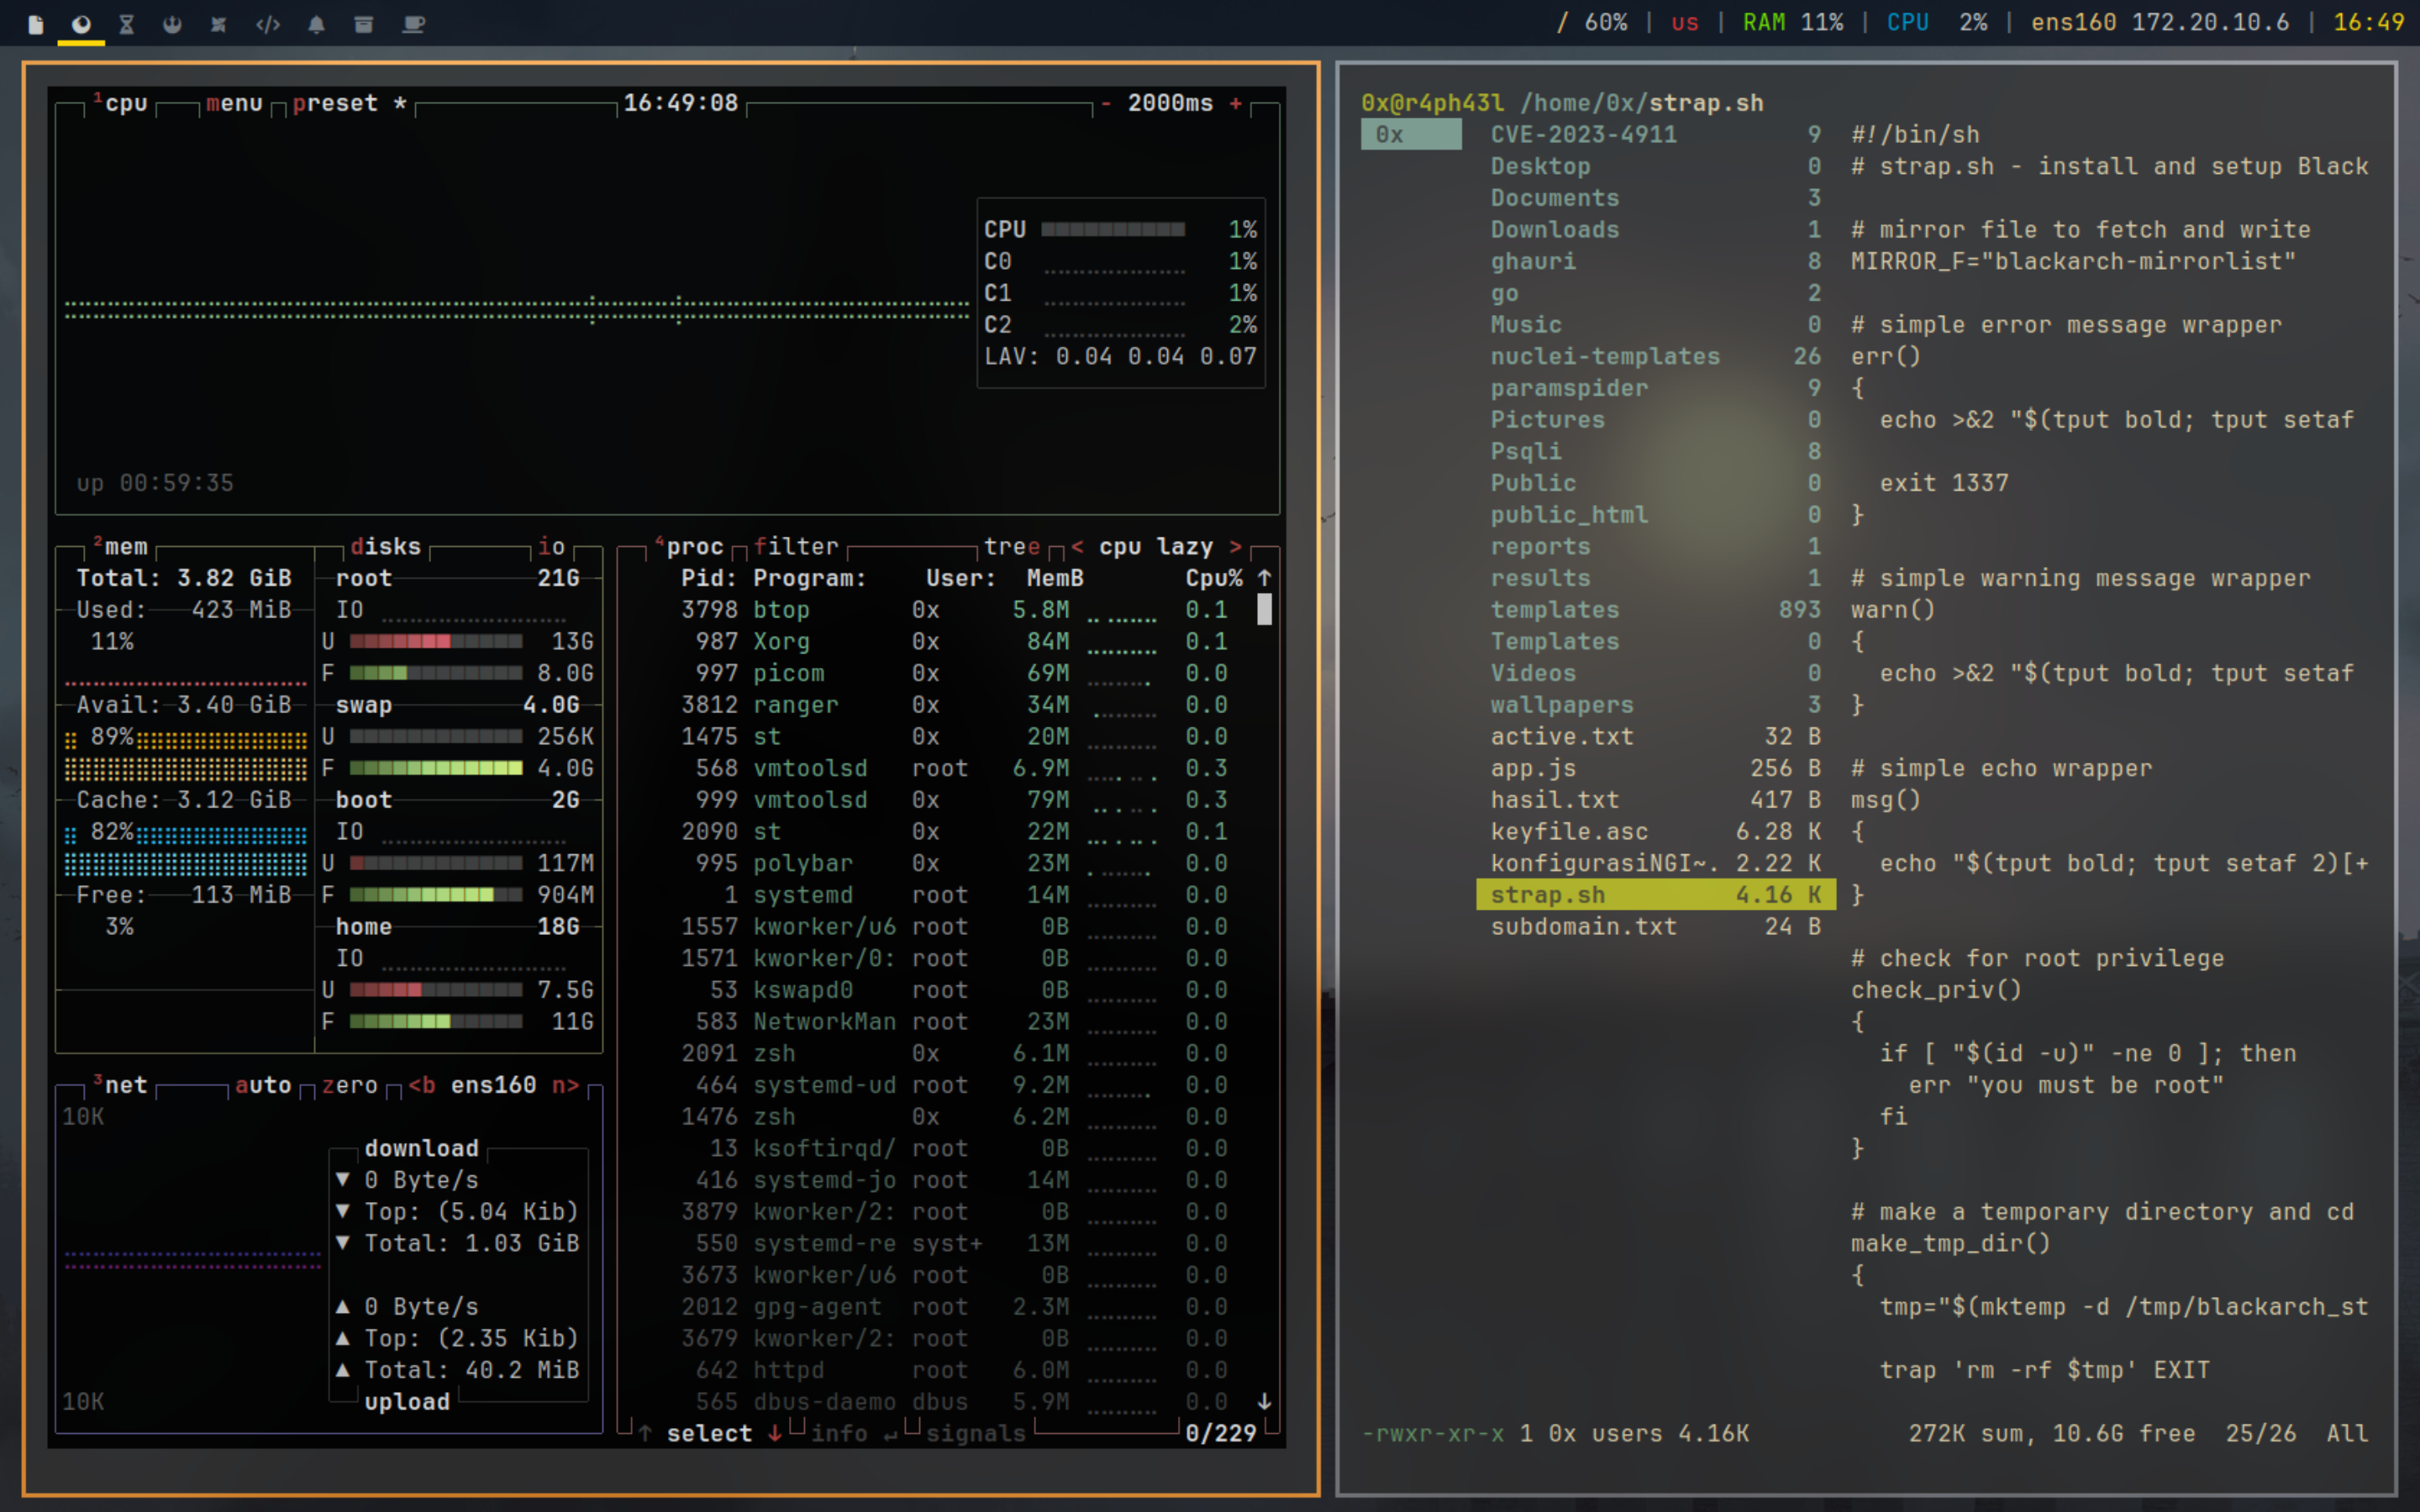 / 60% | us | RAM 11% | CPU 2% | ens160 172.20.10.6 | 16:49
1cpu menu preset * 16:49:08 - 2000ms +
CPU 1%
C0 1%
C1 1%
C2 2%
LAV: 0.04 0.04 0.07
up 00:59:35
2mem disks io
Total: 3.82 GiB
Used: 423 MiB
11%
Avail: 3.40 GiB
89%
Cache: 3.12 GiB
82%
Free: 113 MiB
3%
root 21G
IO
U 13G
F 8.0G
swap 4.0G
U 256K
F 4.0G
boot 2G
IO
U 117M
F 904M
home 18G
IO
U 7.5G
F 11G
3net auto zero <b ens160 n>
10K
download
▼ 0 Byte/s
▼ Top: (5.04 Kib)
▼ Total: 1.03 GiB
▲ 0 Byte/s
▲ Top: (2.35 Kib)
▲ Total: 40.2 MiB
10K
upload
4proc filter tree < cpu lazy >
Pid: Program: User: MemB Cpu% ↑
3798 btop 0x 5.8M 0.1
987 Xorg 0x 84M 0.1
997 picom 0x 69M 0.0
3812 ranger 0x 34M 0.0
1475 st 0x 20M 0.0
568 vmtoolsd root 6.9M 0.3
999 vmtoolsd 0x 79M 0.3
2090 st 0x 22M 0.1
995 polybar 0x 23M 0.0
1 systemd root 14M 0.0
1557 kworker/u6 root 0B 0.0
1571 kworker/0: root 0B 0.0
53 kswapd0 root 0B 0.0
583 NetworkMan root 23M 0.0
2091 zsh 0x 6.1M 0.0
464 systemd-ud root 9.2M 0.0
1476 zsh 0x 6.2M 0.0
13 ksoftirqd/ root 0B 0.0
416 systemd-jo root 14M 0.0
3879 kworker/2: root 0B 0.0
550 systemd-re syst+ 13M 0.0
3673 kworker/u6 root 0B 0.0
2012 gpg-agent root 2.3M 0.0
3679 kworker/2: root 0B 0.0
642 httpd root 6.0M 0.0
565 dbus-daemo dbus 5.9M 0.0 ↓
↑ select ↓ info ↵ signals 0/229
0x@r4ph43l /home/0x/strap.sh
0x
CVE-2023-4911 9
Desktop 0
Documents 3
Downloads 1
ghauri 8
go 2
Music 0
nuclei-templates 26
paramspider 9
Pictures 0
Psqli 8
Public 0
public_html 0
reports 1
results 1
templates 893
Templates 0
Videos 0
wallpapers 3
active.txt 32 B
app.js 256 B
hasil.txt 417 B
keyfile.asc 6.28 K
konfigurasiNGI~. 2.22 K
strap.sh 4.16 K
subdomain.txt 24 B
#!/bin/sh
# strap.sh - install and setup Black
# mirror file to fetch and write
MIRROR_F="blackarch-mirrorlist"
# simple error message wrapper
err()
{
echo >&2 "$(tput bold; tput setaf
exit 1337
}
# simple warning message wrapper
warn()
{
echo >&2 "$(tput bold; tput setaf
}
# simple echo wrapper
msg()
{
echo "$(tput bold; tput setaf 2)[+
}
# check for root privilege
check_priv()
{
if [ "$(id -u)" -ne 0 ]; then
err "you must be root"
fi
}
# make a temporary directory and cd
make_tmp_dir()
{
tmp="$(mktemp -d /tmp/blackarch_st
trap 'rm -rf $tmp' EXIT
-rwxr-xr-x 1 0x users 4.16K 272K sum, 10.6G free 25/26 All